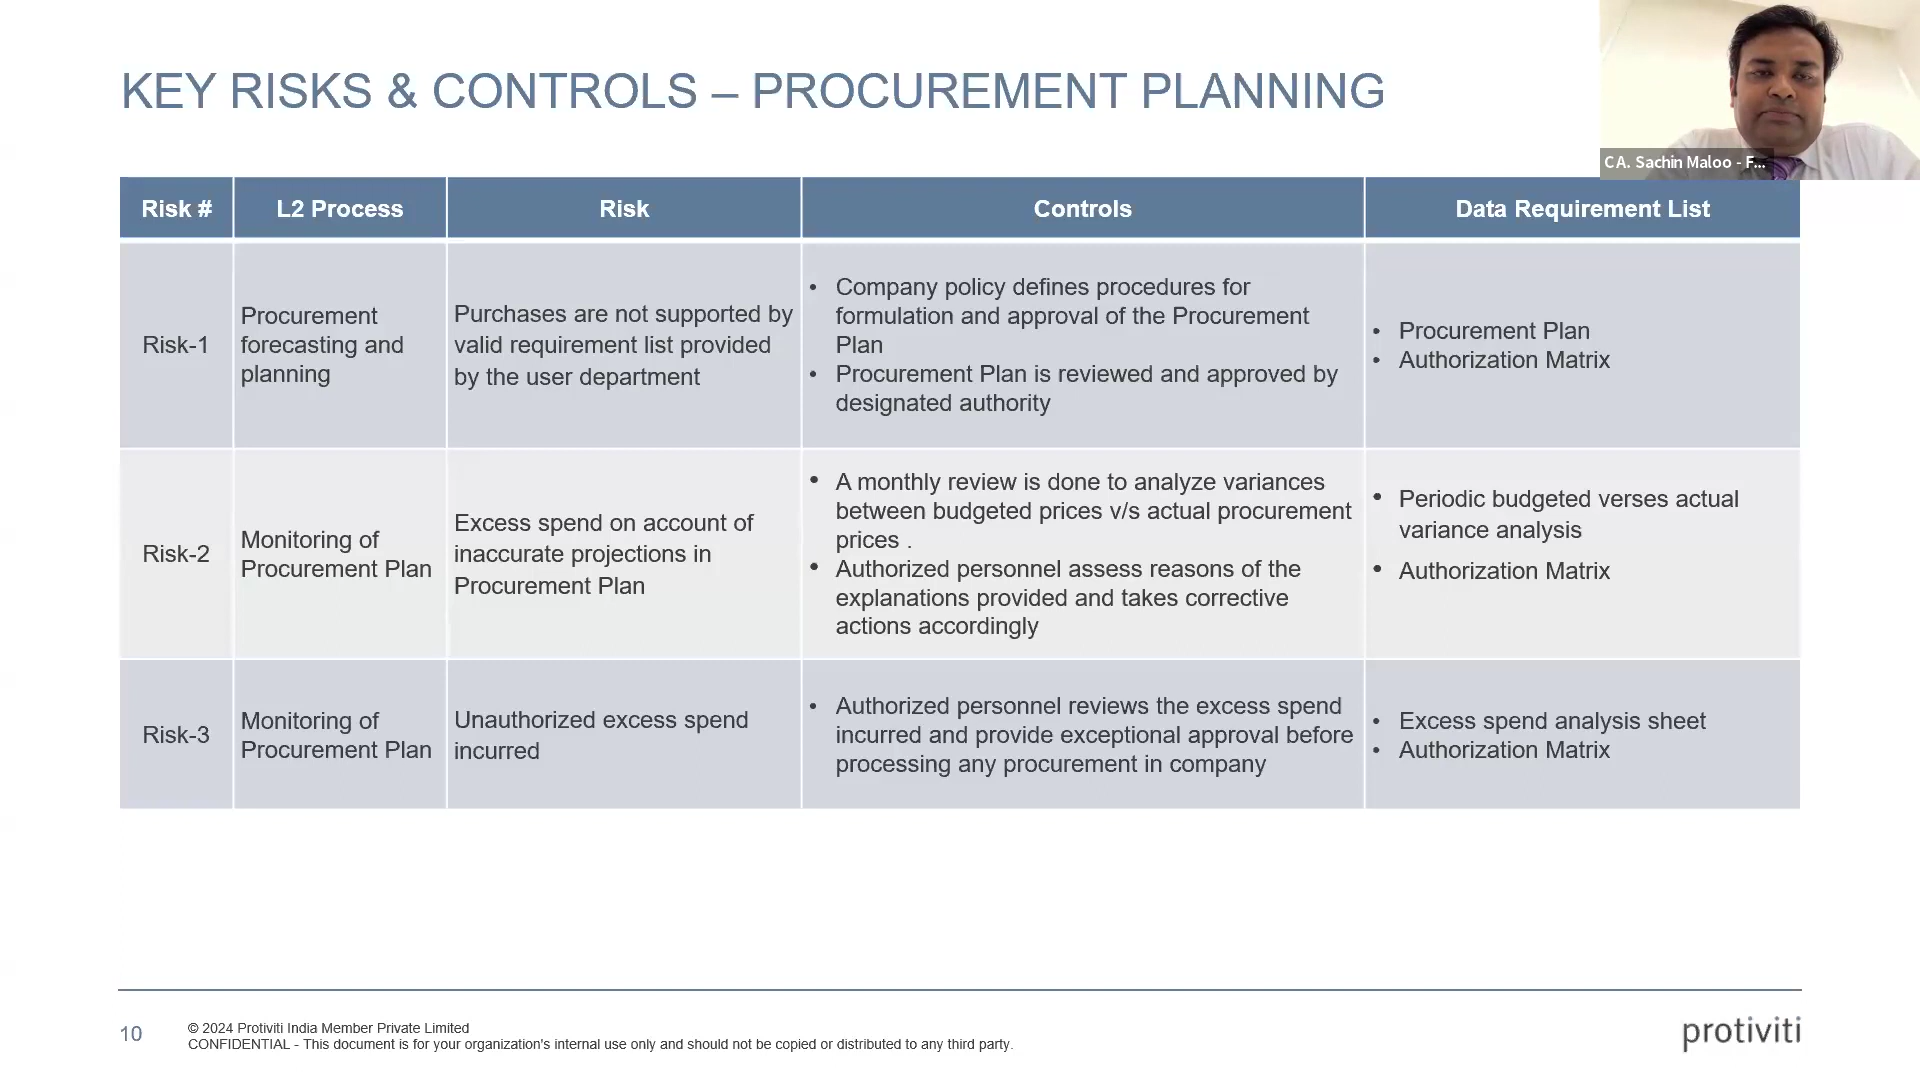 KEY RISKS & CONTROLS – PROCUREMENT PLANNING
CA. Sachin Maloo - F...
Risk #
L2 Process
Risk
Controls
Data Requirement List
Risk-1
Procurement
forecasting and
planning
Purchases are not supported by
valid requirement list provided
by the user department
• Company policy defines procedures for
formulation and approval of the Procurement
Plan
• Procurement Plan is reviewed and approved by
designated authority
• Procurement Plan
• Authorization Matrix
Risk-2
Monitoring of
Procurement Plan
Excess spend on account of
inaccurate projections in
Procurement Plan
• A monthly review is done to analyze variances
between budgeted prices v/s actual procurement
prices .
• Authorized personnel assess reasons of the
explanations provided and takes corrective
actions accordingly
• Periodic budgeted verses actual
variance analysis
• Authorization Matrix
Risk-3
Monitoring of
Procurement Plan
Unauthorized excess spend
incurred
• Authorized personnel reviews the excess spend
incurred and provide exceptional approval before
processing any procurement in company
• Excess spend analysis sheet
• Authorization Matrix
10
© 2024 Protiviti India Member Private Limited
CONFIDENTIAL - This document is for your organization's internal use only and should not be copied or distributed to any third party.
protiviti